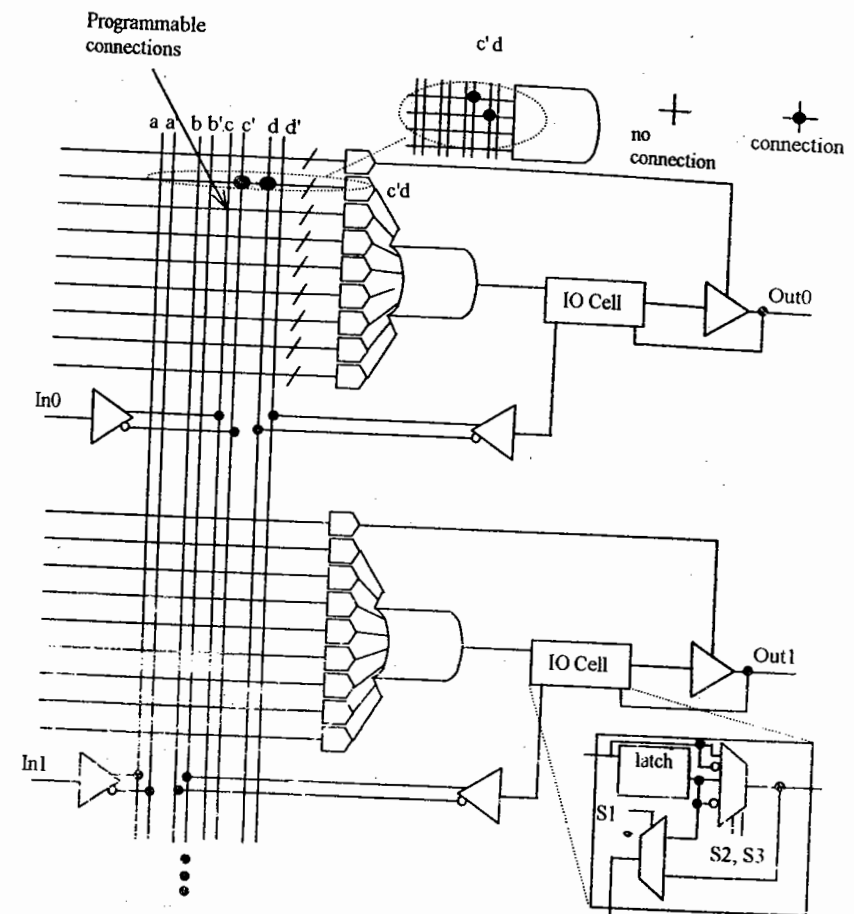 Programmable
connections
c'd
a a' b b' c c' d d'
no
connection
connection
c'd
IO Cell
Out0
In0
IO Cell
Out1
In1
latch
S1
S2, S3